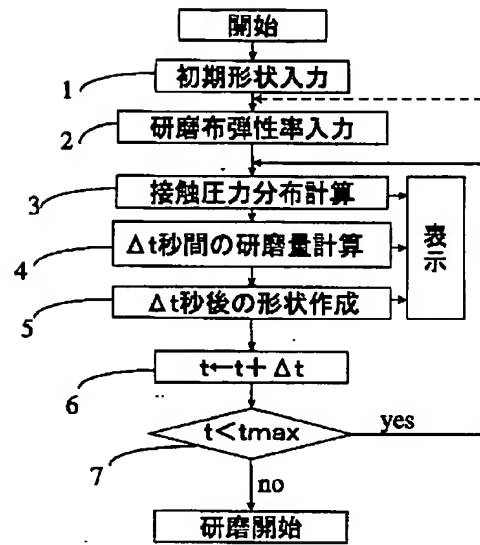 開始
1 初期形状入力
2 研磨布弾性率入力
3 接触圧力分布計算
表示
4 Δt秒間の研磨量計算
5 Δt秒後の形状作成
6 t←t+Δt
7 t<tmax yes
no
研磨開始